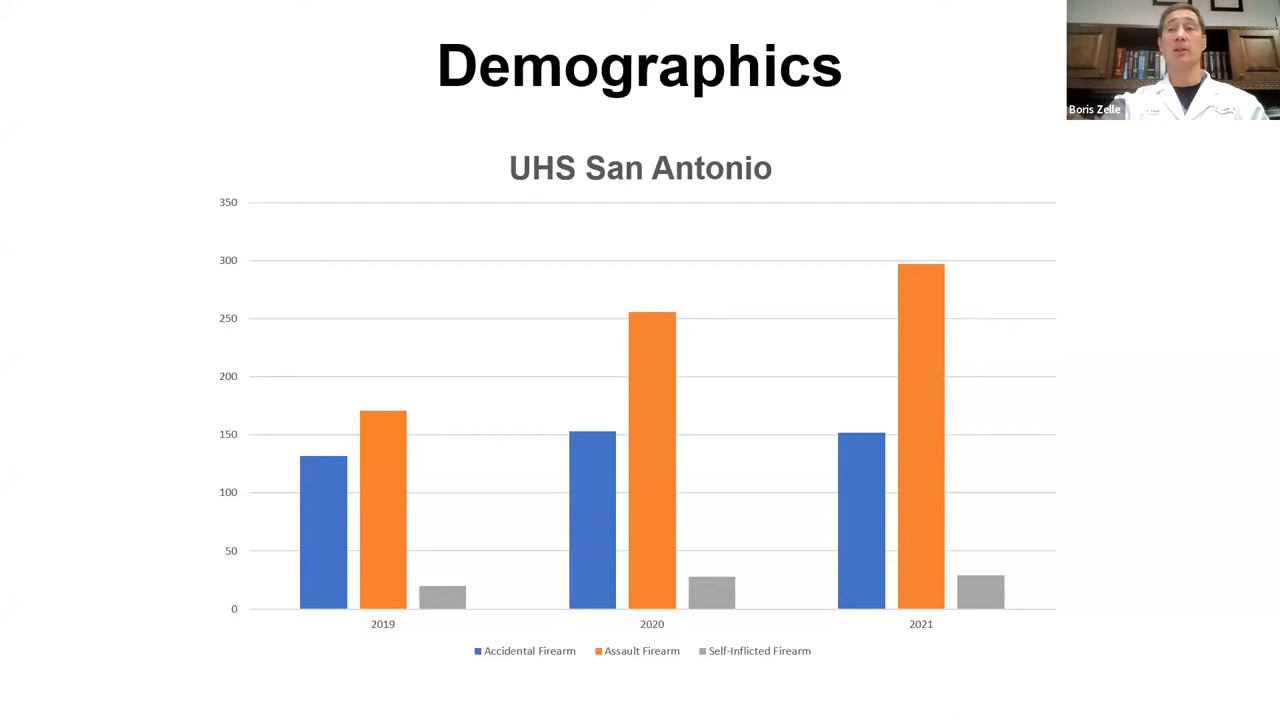 Demographics
Boris Zelle
UHS San Antonio
350
300
250
200
150
100
50
0
2019 2020 2021
Accidental Firearm Assault Firearm Self-Inflicted Firearm